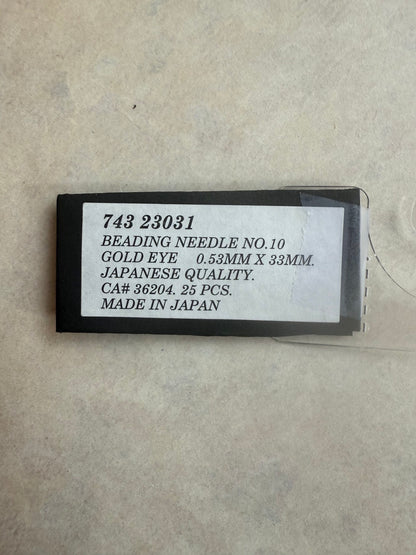 743 23031
BEADING NEEDLE NO.10
GOLD EYE 0.53MM X 33MM.
JAPANESE QUALITY.
CA# 36204. 25 PCS.
MADE IN JAPAN